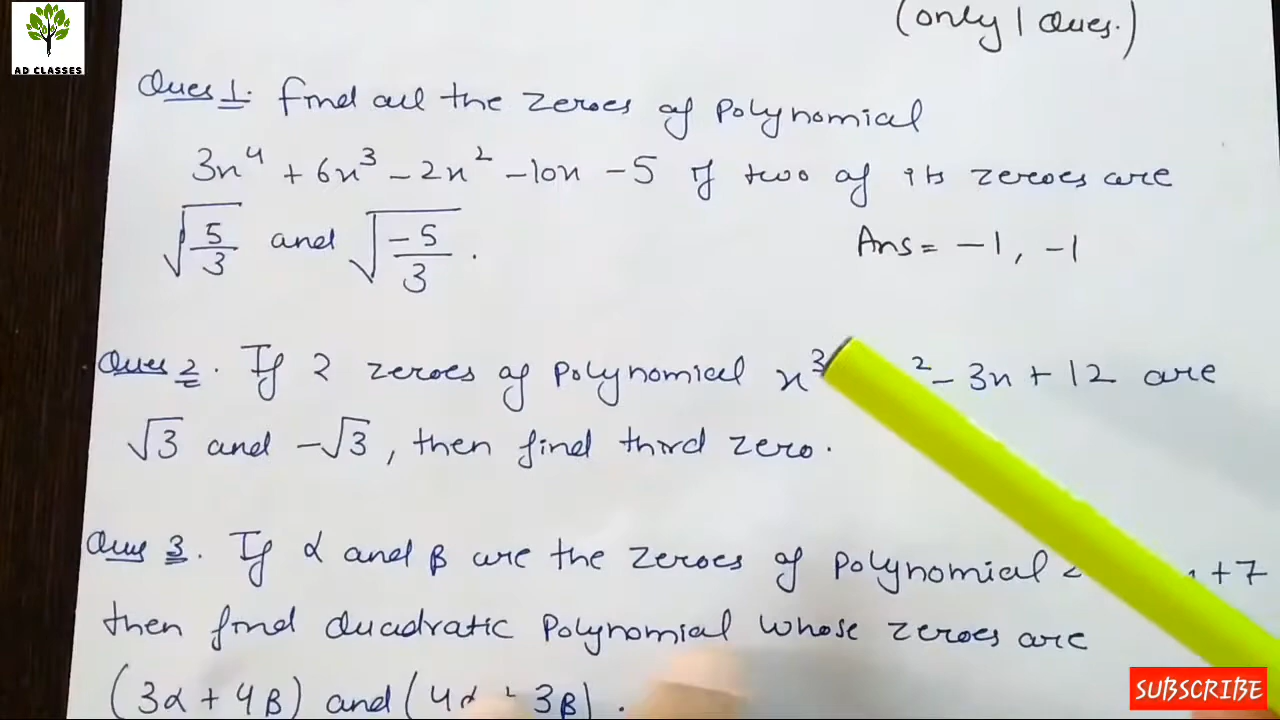 AD CLASSES
(only 1 Ques.)
Ques 1. find all the zeroes of Polynomial
3x⁴ + 6x³ - 2x² - 10x - 5 if two of its zeroes are
√(5/3) and √(-5/3).
Ans = -1, -1
Ques 2. If 2 zeroes of Polynomial x³ ² - 3x + 12 are
√3 and -√3, then find third zero.
Ques 3. If α and β are the zeroes of Polynomial +7
then find Quadratic Polynomial whose zeroes are
(3α + 4β) and (4α 3β).
SUBSCRIBE